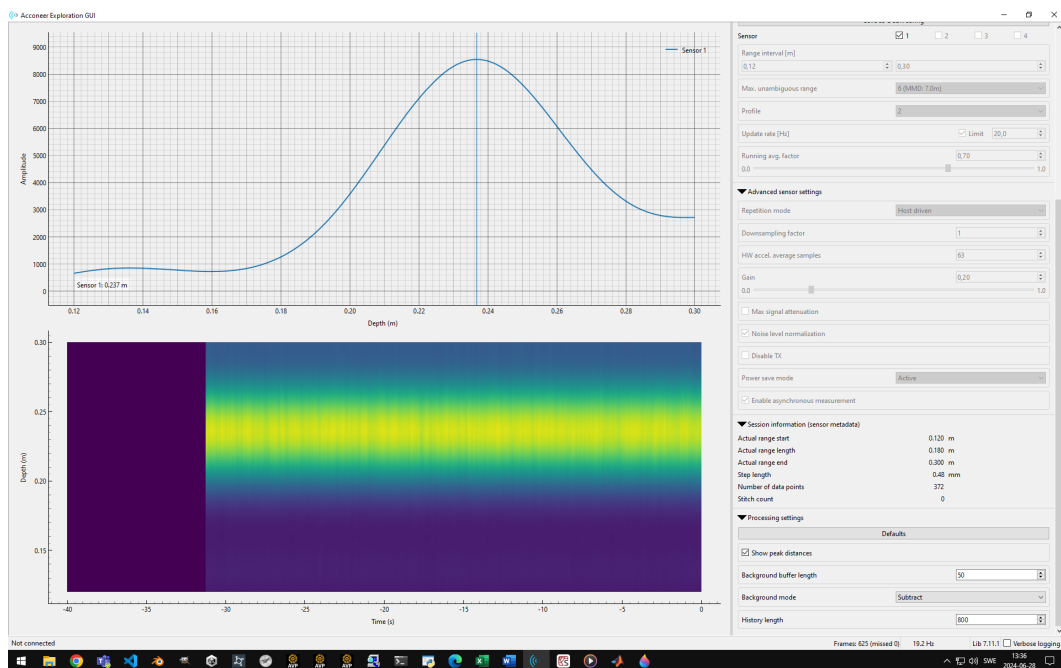 Acconeer Exploration GUI
Sensor 1
9000
8000
7000
6000
5000
4000
3000
2000
1000
0
Amplitude
Sensor 1: 0.237 m
0.12 0.14 0.16 0.18 0.20 0.22 0.24 0.26 0.28 0.30
Depth (m)
0.30
0.25
0.20
0.15
Depth (m)
-40 -35 -30 -25 -20 -15 -10 -5 0
Time (s)
Sensor 1 2 3 4
Range interval [m]
0,12 0,30
Max. unambiguous range 6 (MMD: 7.0m)
Profile 2
Update rate [Hz] Limit 20,0
Running avg. factor 0,70
0.0 1.0
Advanced sensor settings
Repetition mode Host driven
Downsampling factor 1
HW accel. average samples 63
Gain 0,20
0.0 1.0
Max signal attenuation
Noise level normalization
Disable TX
Power save mode Active
Enable asynchronous measurement
Session information (sensor metadata)
Actual range start 0.120 m
Actual range length 0.180 m
Actual range end 0.300 m
Step length 0.48 mm
Number of data points 372
Stitch count 0
Processing settings
Defaults
Show peak distances
Background buffer length 50
Background mode Subtract
History length 800
Not connected Frames: 625 (missed 0) 19.2 Hz Lib 7.11.1 Verbose logging
AVP AVP AVP SWE 13:36
2024-06-28